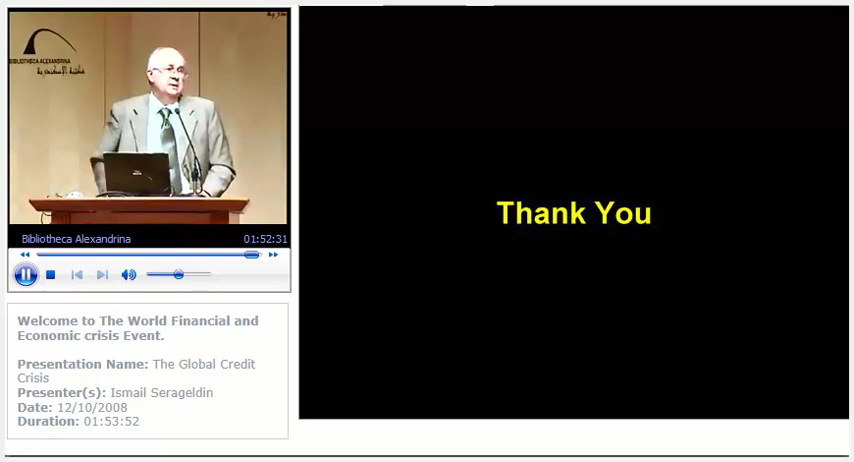 BIBLIOTHECA ALEXANDRINA
مكتبة الإسكندرية
Bibliotheca Alexandrina
01:52:31
Welcome to The World Financial and
Economic crisis Event.
Presentation Name: The Global Credit
Crisis
Presenter(s): Ismail Serageldin
Date: 12/10/2008
Duration: 01:53:52
Thank You